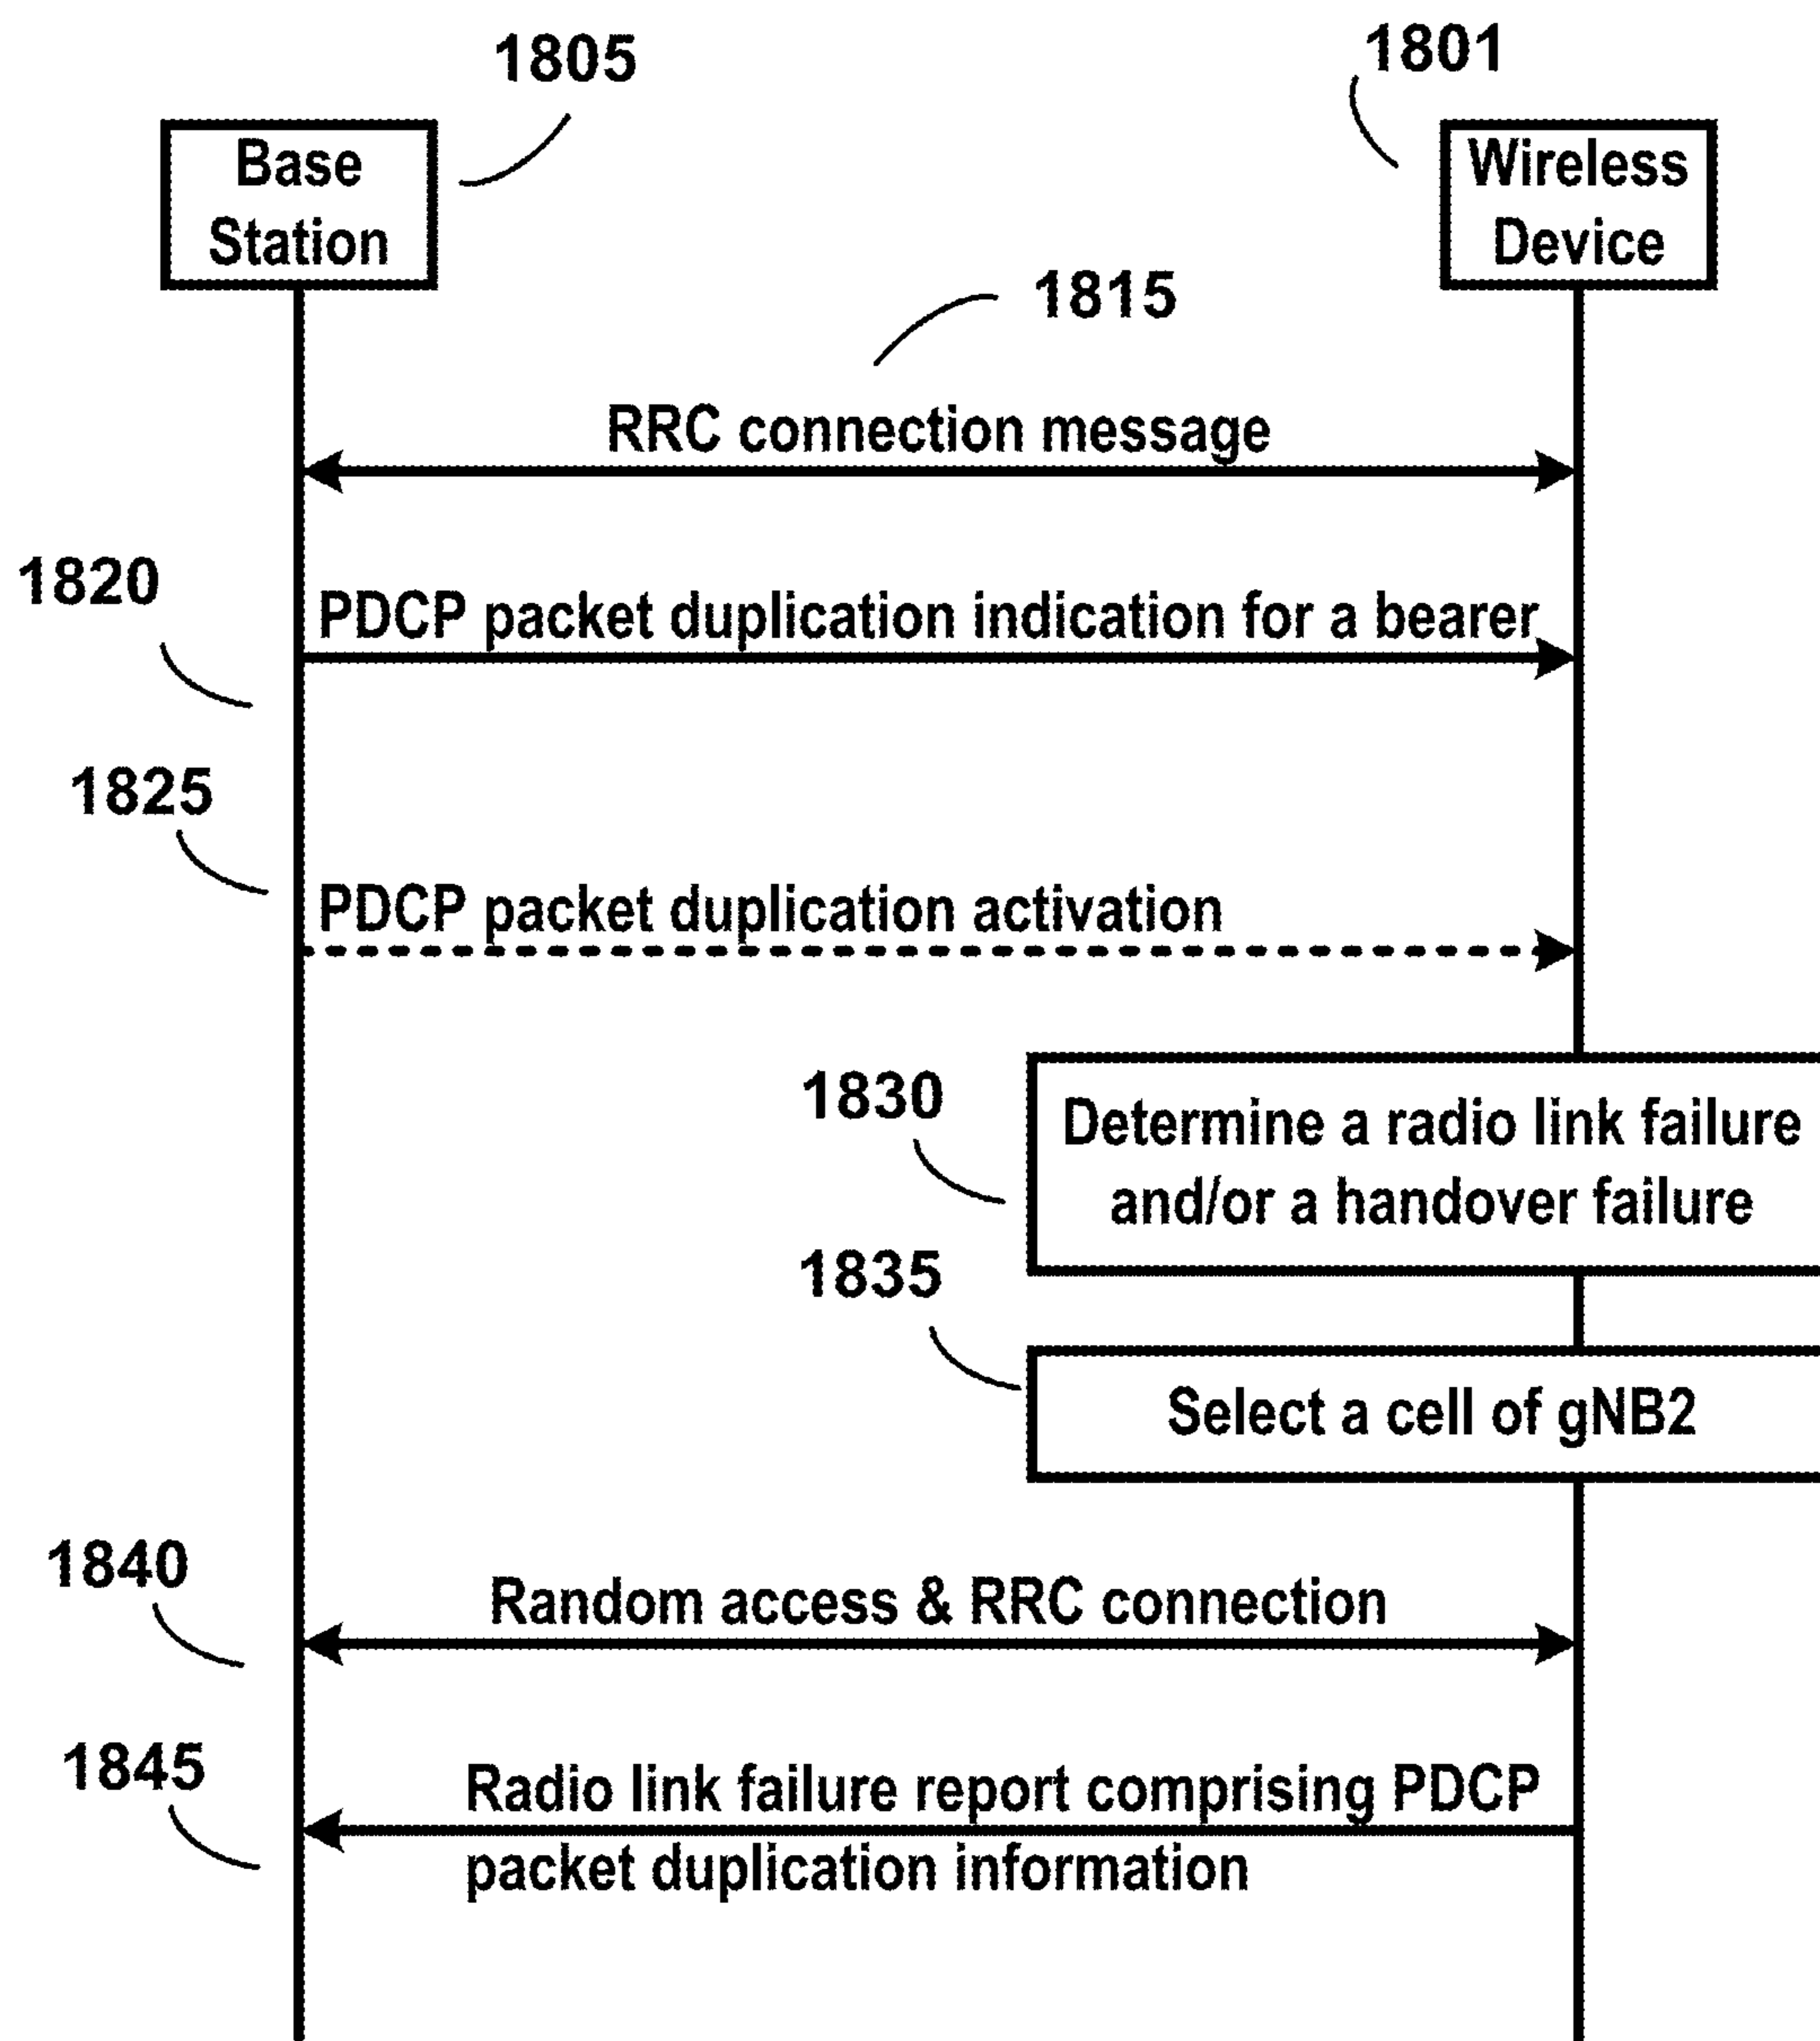 1805
1801
Base
Station
Wireless
Device
1815
RRC connection message
1820
PDCP packet duplication indication for a bearer
1825
PDCP packet duplication activation
1830
Determine a radio link failure
and/or a handover failure
1835
Select a cell of gNB2
1840
Random access & RRC connection
1845
Radio link failure report comprising PDCP
packet duplication information